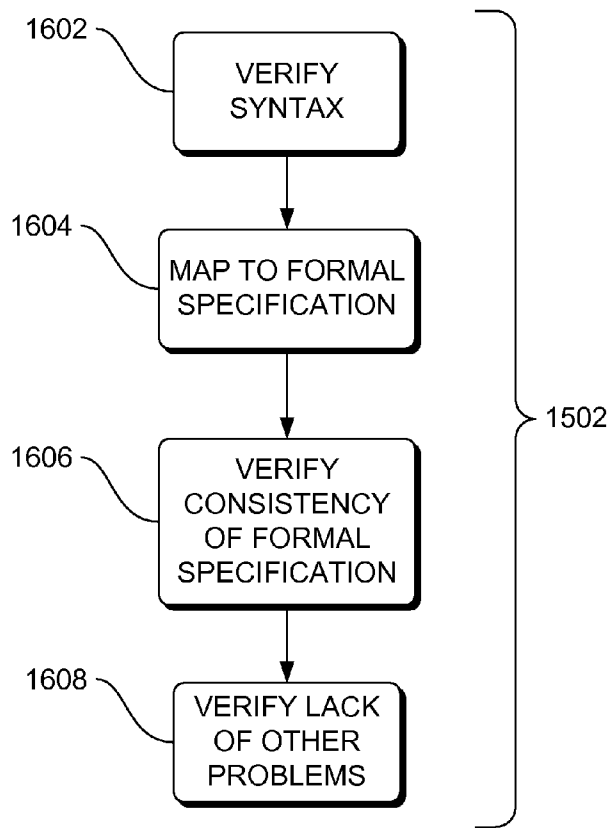 1602
VERIFY
SYNTAX
1604
MAP TO FORMAL
SPECIFICATION
1502
1606
VERIFY
CONSISTENCY
OF FORMAL
SPECIFICATION
1608
VERIFY LACK
OF OTHER
PROBLEMS